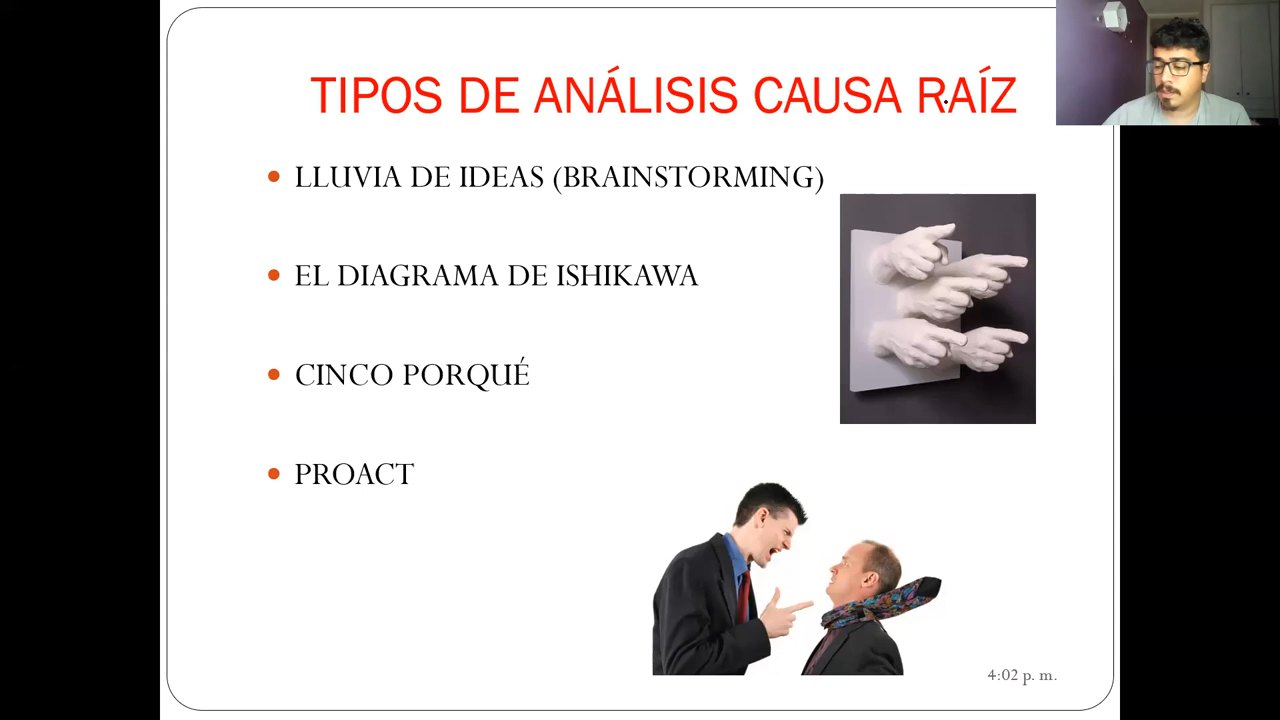 TIPOS DE ANÁLISIS CAUSA RAÍZ
LLUVIA DE IDEAS (BRAINSTORMING)
EL DIAGRAMA DE ISHIKAWA
CINCO PORQUÉ
PROACT
4:02 p. m.